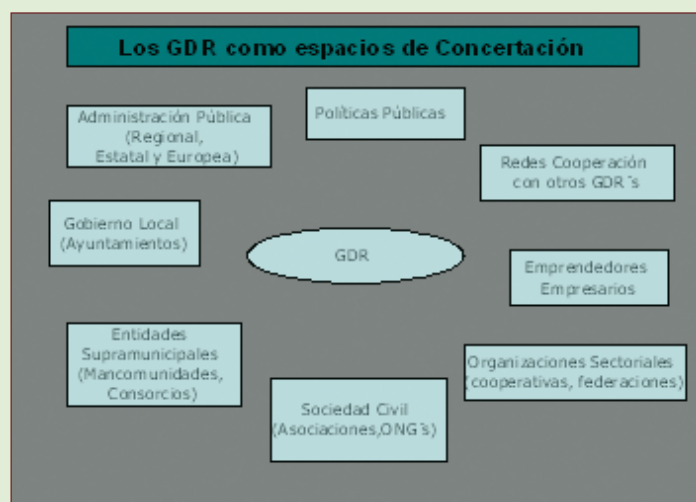 Los GDR como espacios de Concertación
Administración Pública
(Regional,
Estatal y Europea)
Políticas Públicas
Redes Cooperación
con otros GDR´s
Gobierno Local
(Ayuntamientos)
GDR
Emprendedores
Empresarios
Entidades
Supramunicipales
(Mancomunidades,
Consorcios)
Organizaciones Sectoriales
(cooperativas, federaciones)
Sociedad Civil
(Asociaciones,ONG´s)